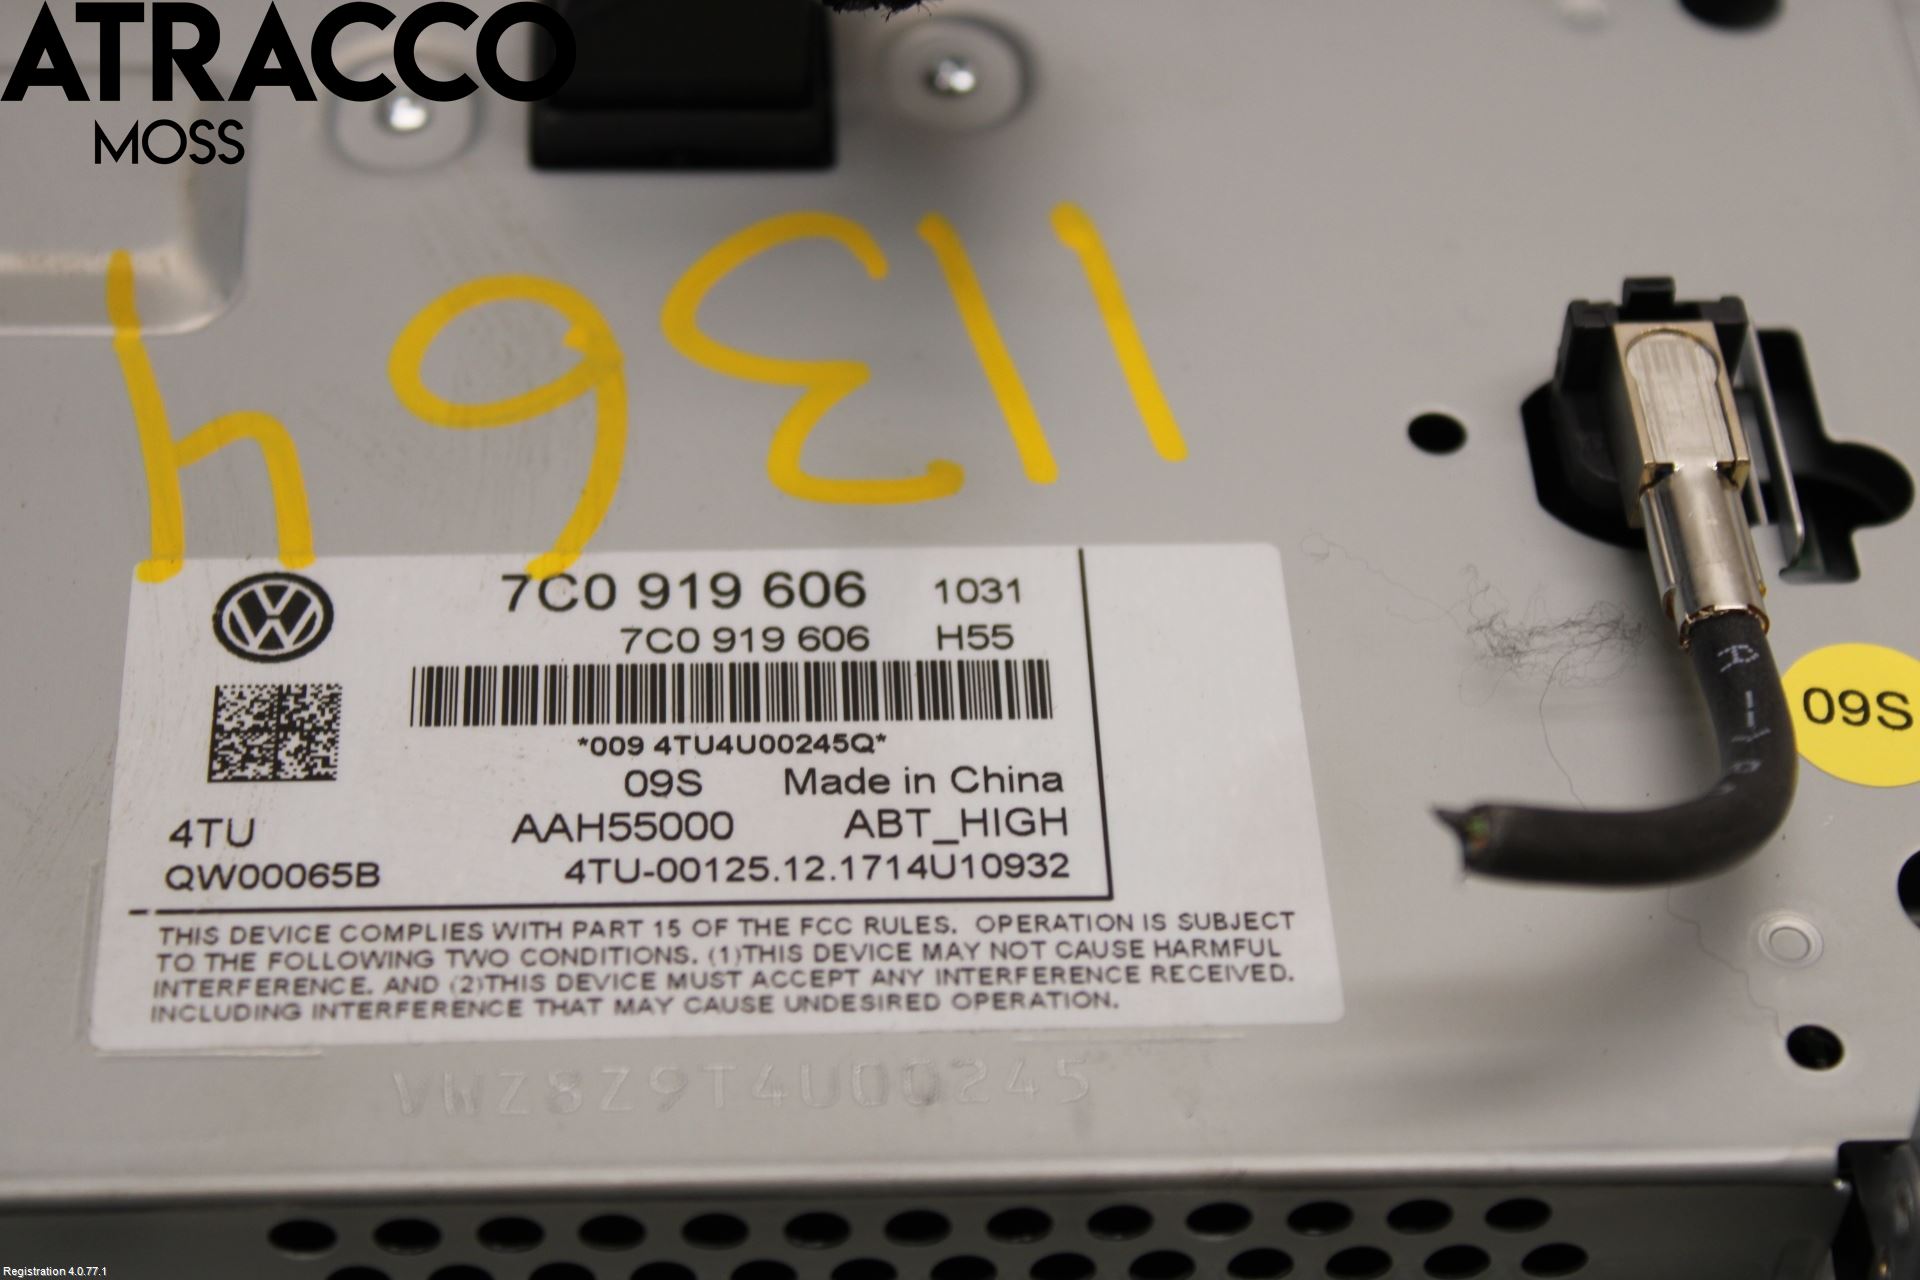 ATRACCO
MOSS
11364
7C0 919 606 1031
7C0 919 606 H55
*009 4TU4U00245Q*
09S Made in China
4TU AAH55000 ABT_HIGH
QW00065B 4TU-00125.12.1714U10932
THIS DEVICE COMPLIES WITH PART 15 OF THE FCC RULES. OPERATION IS SUBJECT
TO THE FOLLOWING TWO CONDITIONS. (1)THIS DEVICE MAY NOT CAUSE HARMFUL
INTERFERENCE. AND (2)THIS DEVICE MUST ACCEPT ANY INTERFERENCE RECEIVED.
INCLUDING INTERFERENCE THAT MAY CAUSE UNDESIRED OPERATION.
VWZ8Z9T4U00245
09S
Registration 4.0.77.1